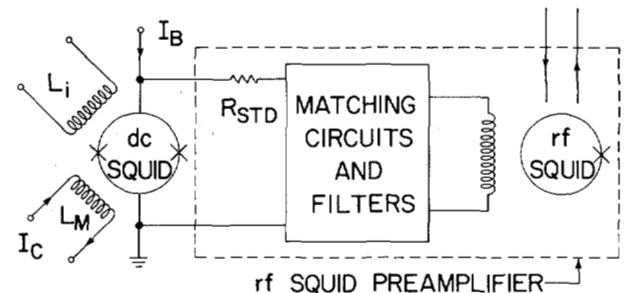 I_B
L_i
R_STD
MATCHING
CIRCUITS
AND
FILTERS
dc
SQUID
rf
SQUID
L_M
I_C
rf SQUID PREAMPLIFIER